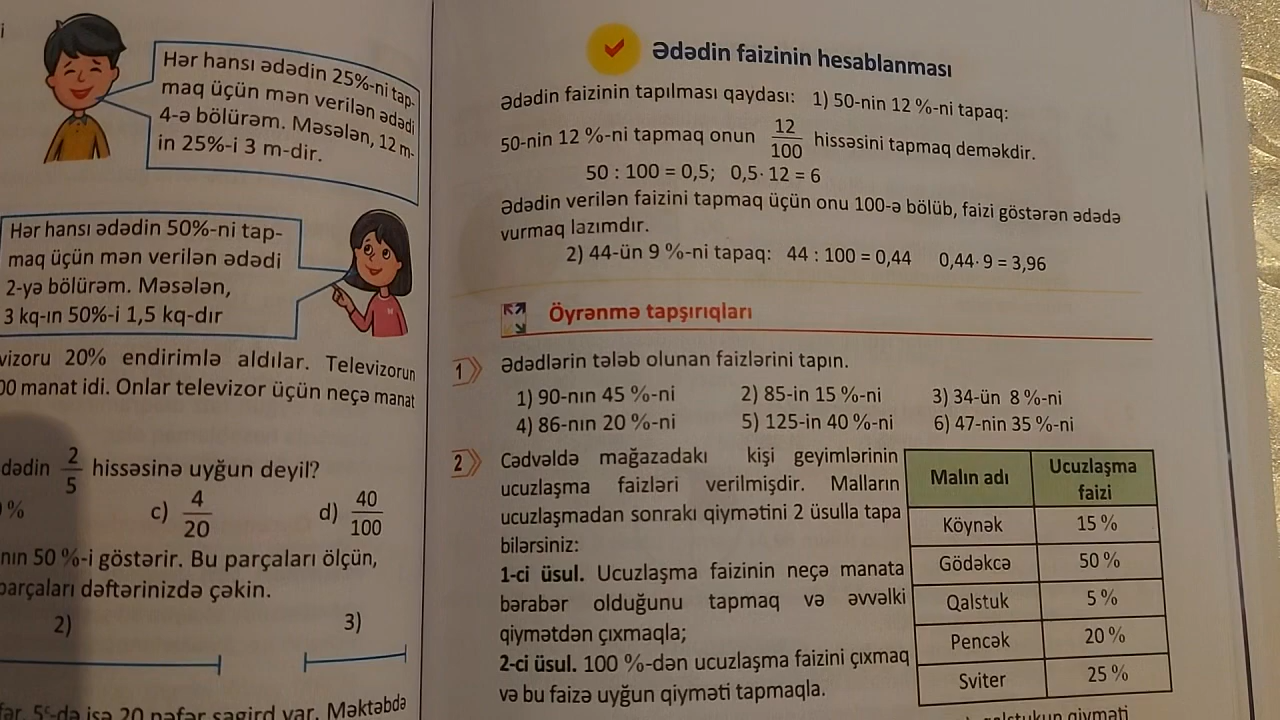 Hər hansı ədədin 25%-ni tap-
maq üçün mən verilən ədədi
4-ə bölürəm. Məsələn, 12 m-
in 25%-i 3 m-dir.
Hər hansı ədədin 50%-ni tap-
maq üçün mən verilən ədədi
2-yə bölürəm. Məsələn,
3 kq-ın 50%-i 1,5 kq-dır
20% endirimlə aldılar. Televizorun
manat idi. Onlar televizor üçün neçə manat
2/5 hissəsinə uyğun deyil?
% c) 4/20 d) 40/100
50 %-i göstərir. Bu parçaları ölçün,
parçaları dəftərinizdə çəkin.
2) 3)
5ᶜ-də isə 20 nəfər şagird var. Məktəbdə
Ədədin faizinin hesablanması
Ədədin faizinin tapılması qaydası: 1) 50-nin 12 %-ni tapaq:
50-nin 12 %-ni tapmaq onun 12/100 hissəsini tapmaq deməkdir.
50 : 100 = 0,5; 0,5· 12 = 6
Ədədin verilən faizini tapmaq üçün onu 100-ə bölüb, faizi göstərən ədədə
vurmaq lazımdır.
2) 44-ün 9 %-ni tapaq: 44 : 100 = 0,44 0,44· 9 = 3,96
Öyrənmə tapşırıqları
1 Ədədlərin tələb olunan faizlərini tapın.
1) 90-nın 45 %-ni 2) 85-in 15 %-ni 3) 34-ün 8 %-ni
4) 86-nın 20 %-ni 5) 125-in 40 %-ni 6) 47-nin 35 %-ni
2 Cədvəldə mağazadakı kişi geyimlərinin
ucuzlaşma faizləri verilmişdir. Malların
ucuzlaşmadan sonrakı qiymətini 2 üsulla tapa
bilərsiniz:
1-ci üsul. Ucuzlaşma faizinin neçə manata
bərabər olduğunu tapmaq və əvvəlki
qiymətdən çıxmaqla;
2-ci üsul. 100 %-dən ucuzlaşma faizini çıxmaq
və bu faizə uyğun qiyməti tapmaqla.
Malın adı Ucuzlaşma
faizi
Köynək 15 %
Gödəkcə 50 %
Qalstuk 5 %
Pencək 20 %
Sviter 25 %
qalstukun qiyməti